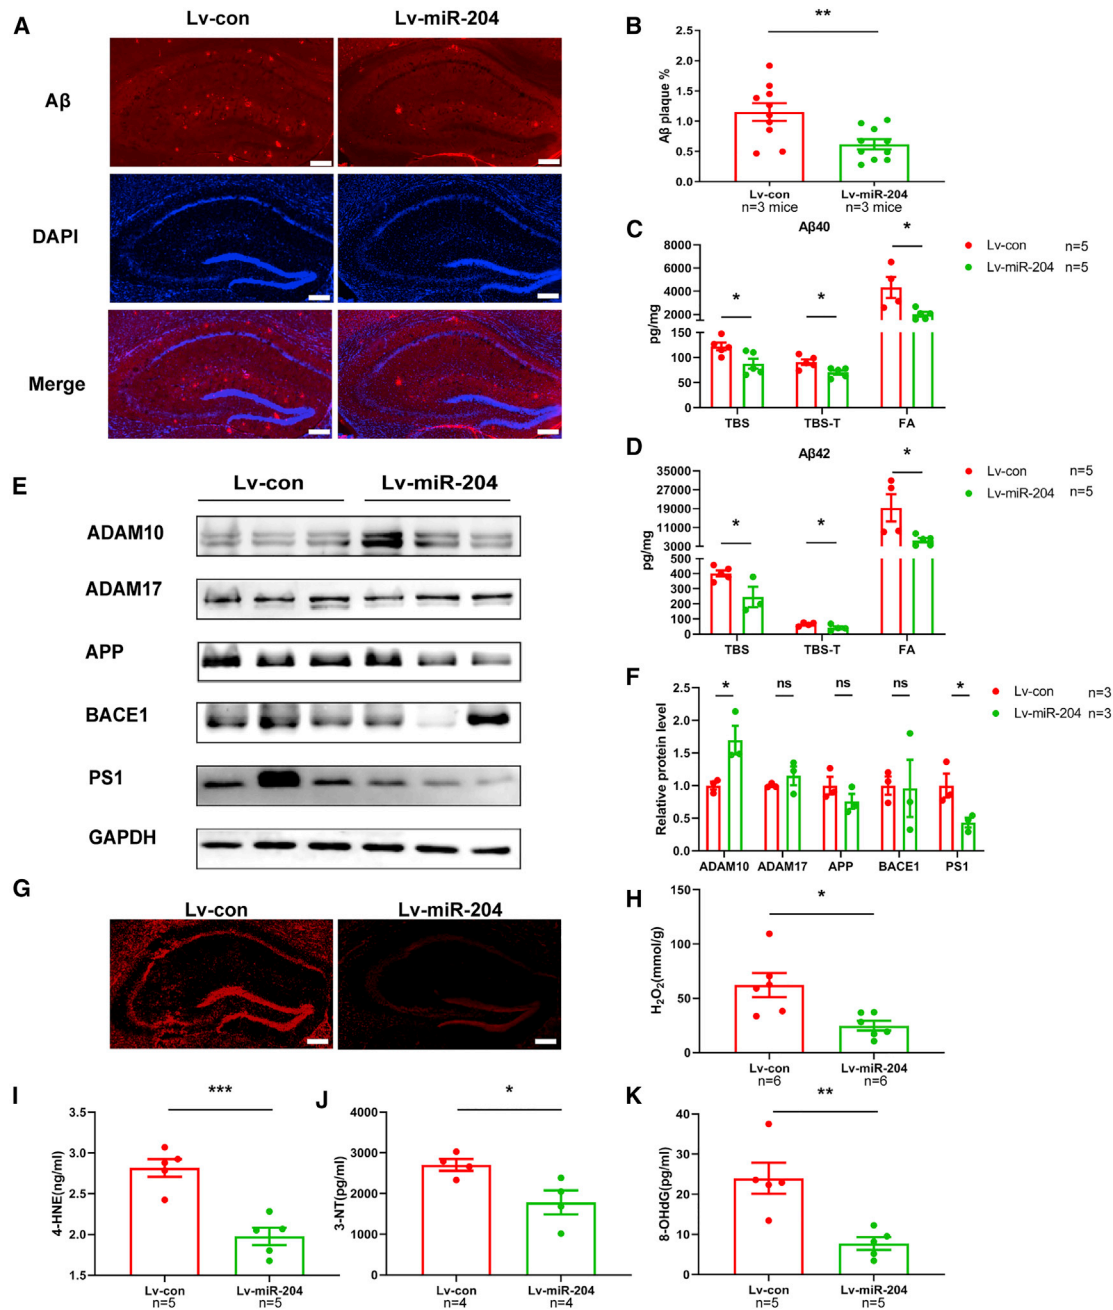 A
Lv-con
Lv-miR-204
Aβ
DAPI
Merge
B
**
Aβ plaque %
2.5
2.0
1.5
1.0
0.5
0.0
Lv-con
n=3 mice
Lv-miR-204
n=3 mice
C
Aβ40
*
*
*
Lv-con n=5
Lv-miR-204 n=5
pg/mg
8000
6000
4000
2000
150
100
50
0
TBS
TBS-T
FA
D
Aβ42
*
*
*
Lv-con n=5
Lv-miR-204 n=5
pg/mg
35000
27000
19000
11000
3000
500
400
300
200
100
0
TBS
TBS-T
FA
E
Lv-con
Lv-miR-204
ADAM10
ADAM17
APP
BACE1
PS1
GAPDH
F
* ns ns ns *
Lv-con n=3
Lv-miR-204 n=3
Relative protein level
2.5
2.0
1.5
1.0
0.5
0.0
ADAM10
ADAM17
APP
BACE1
PS1
G
Lv-con
Lv-miR-204
H
*
H₂O₂(mmol/g)
150
100
50
0
Lv-con
n=6
Lv-miR-204
n=6
I
***
4-HNE(ng/ml)
3.5
3.0
2.5
2.0
1.5
Lv-con
n=5
Lv-miR-204
n=5
J
*
3-NT(pg/ml)
4000
3000
2000
1000
0
Lv-con
n=4
Lv-miR-204
n=4
K
**
8-OHdG(pg/ml)
40
30
20
10
0
Lv-con
n=5
Lv-miR-204
n=5